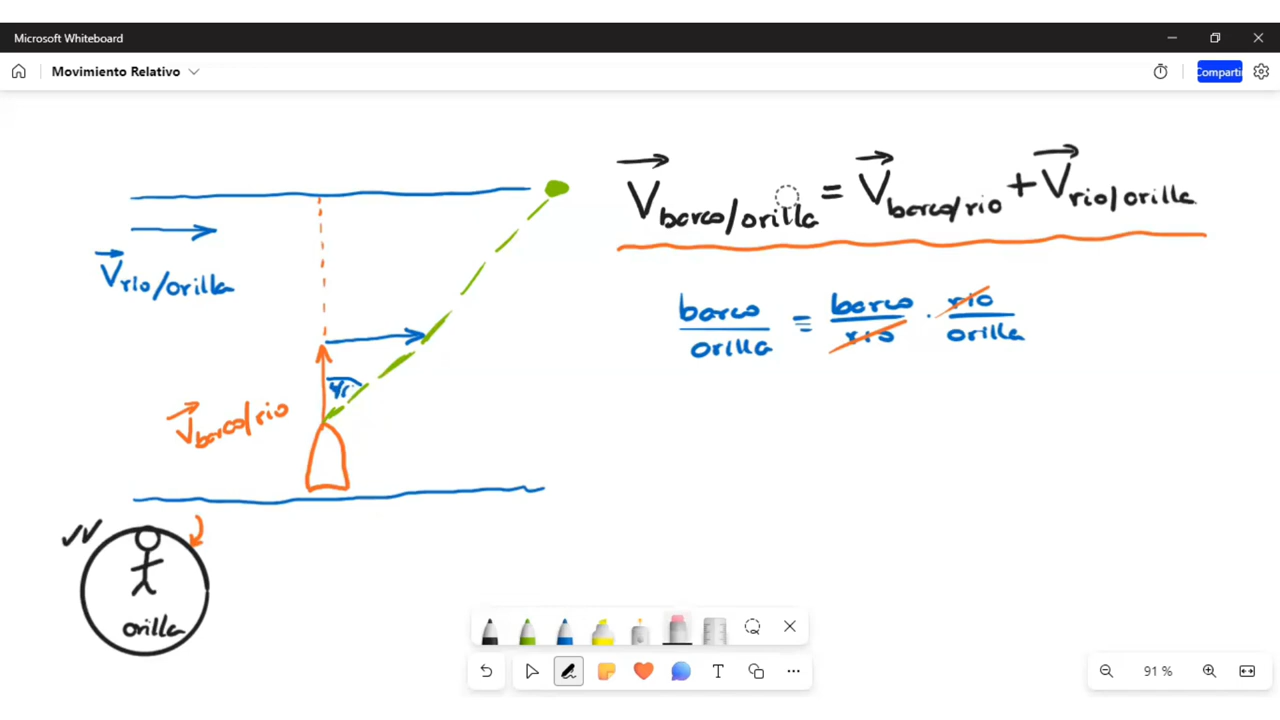 Microsoft Whiteboard
Movimiento Relativo
Comparti
V barco/orilla = V barco/rio + V rio/orilla
V rio/orilla
barco/orilla = barco/rio · rio/orilla
V barco/rio
orilla
T
91 %